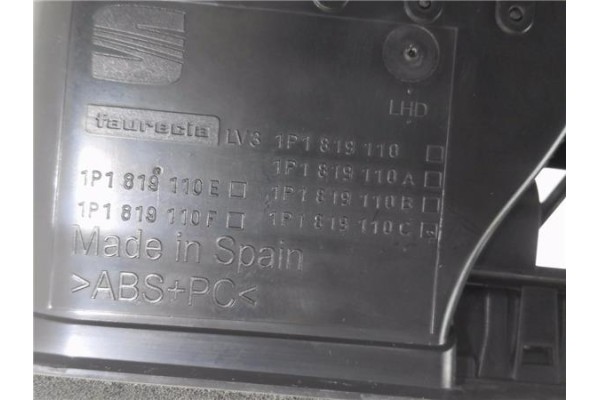 LHD
faurecia LV3 1P1 819 110
1P1 819 110 A
1P1 819 110 E 1P1 819 110 B
1P1 819 110 F 1P1 819 110 C
Made in Spain
>ABS+PC<